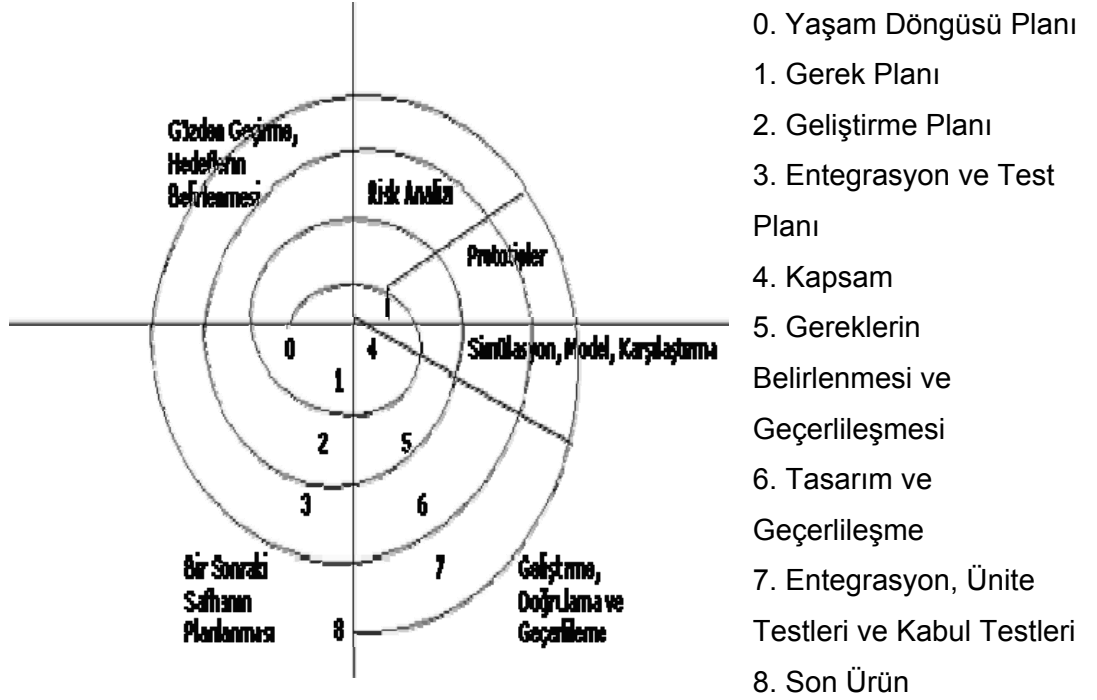 Gözden Geçirme,
Hedeflerin
Belirlenmesi
Risk Analizi
Prototipler
0
4
Simülasyon, Model, Karşılaştırma
1
2
5
3
6
7
Bir Sonraki
Safhanın
Planlanması
8
Geliştirme,
Doğrulama ve
Geçerlileme
0. Yaşam Döngüsü Planı
1. Gerek Planı
2. Geliştirme Planı
3. Entegrasyon ve Test
Planı
4. Kapsam
5. Gereklerin
Belirlenmesi ve
Geçerlileşmesi
6. Tasarım ve
Geçerlileşme
7. Entegrasyon, Ünite
Testleri ve Kabul Testleri
8. Son Ürün